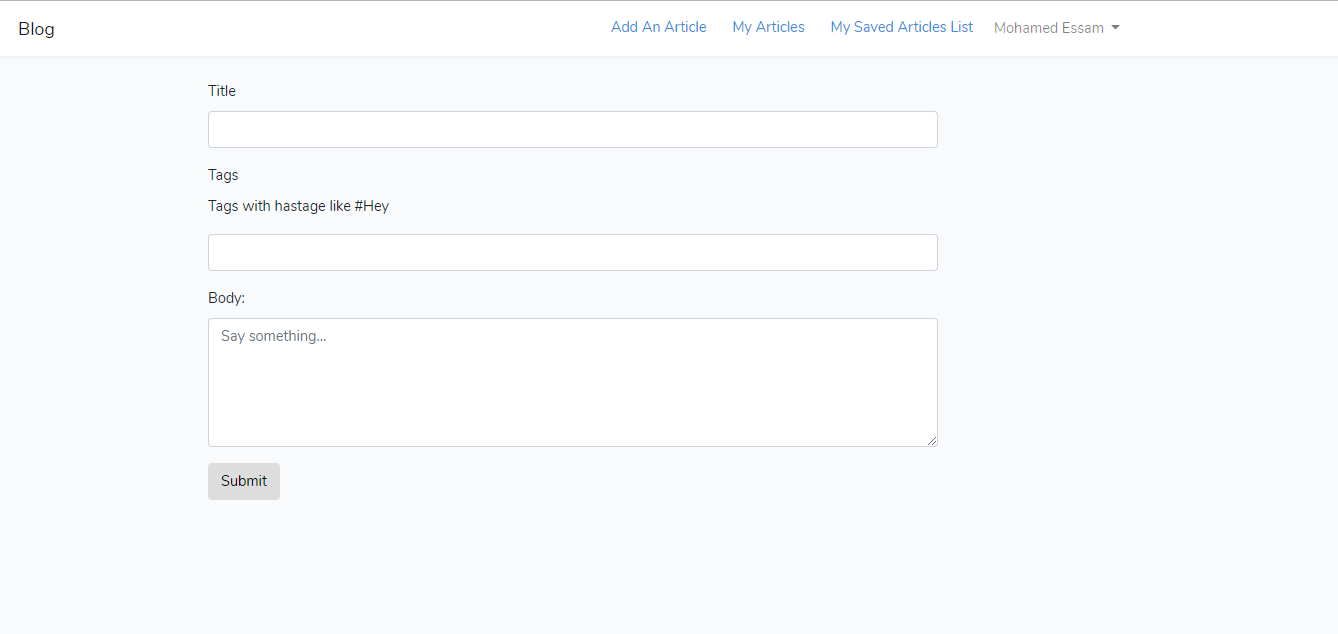 Blog Add An Article My Articles My Saved Articles List Mohamed Essam
Title
Tags
Tags with hastage like #Hey
Body:
Say something...
Submit